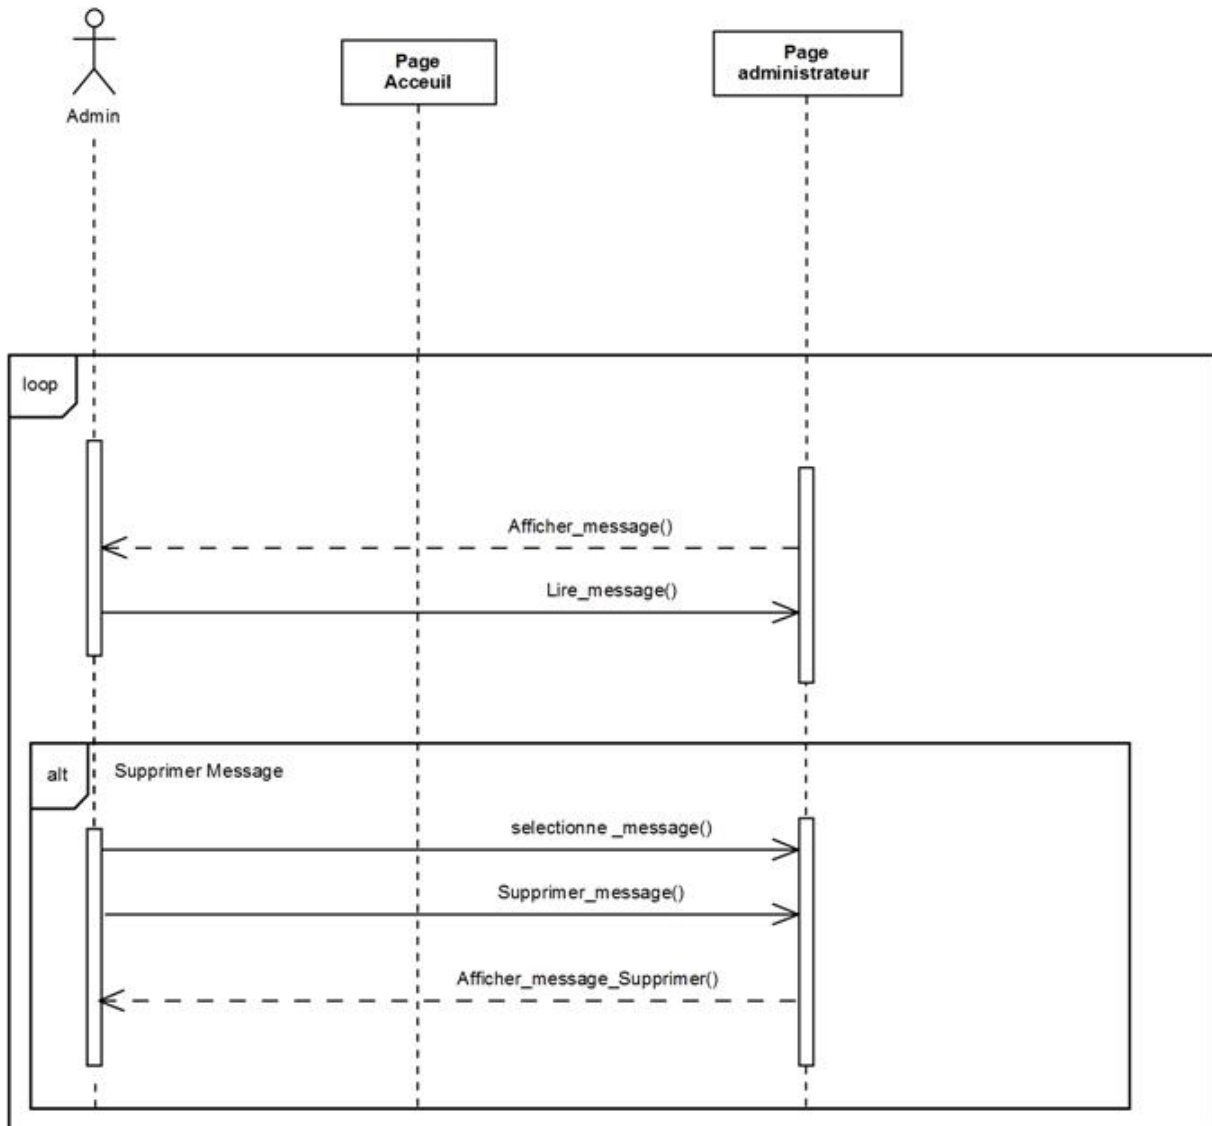 Page
Acceuil
Page
administrateur
Admin
loop
Afficher_message()
Lire_message()
alt
Supprimer Message
selectionne _message()
Supprimer_message()
Afficher_message_Supprimer()